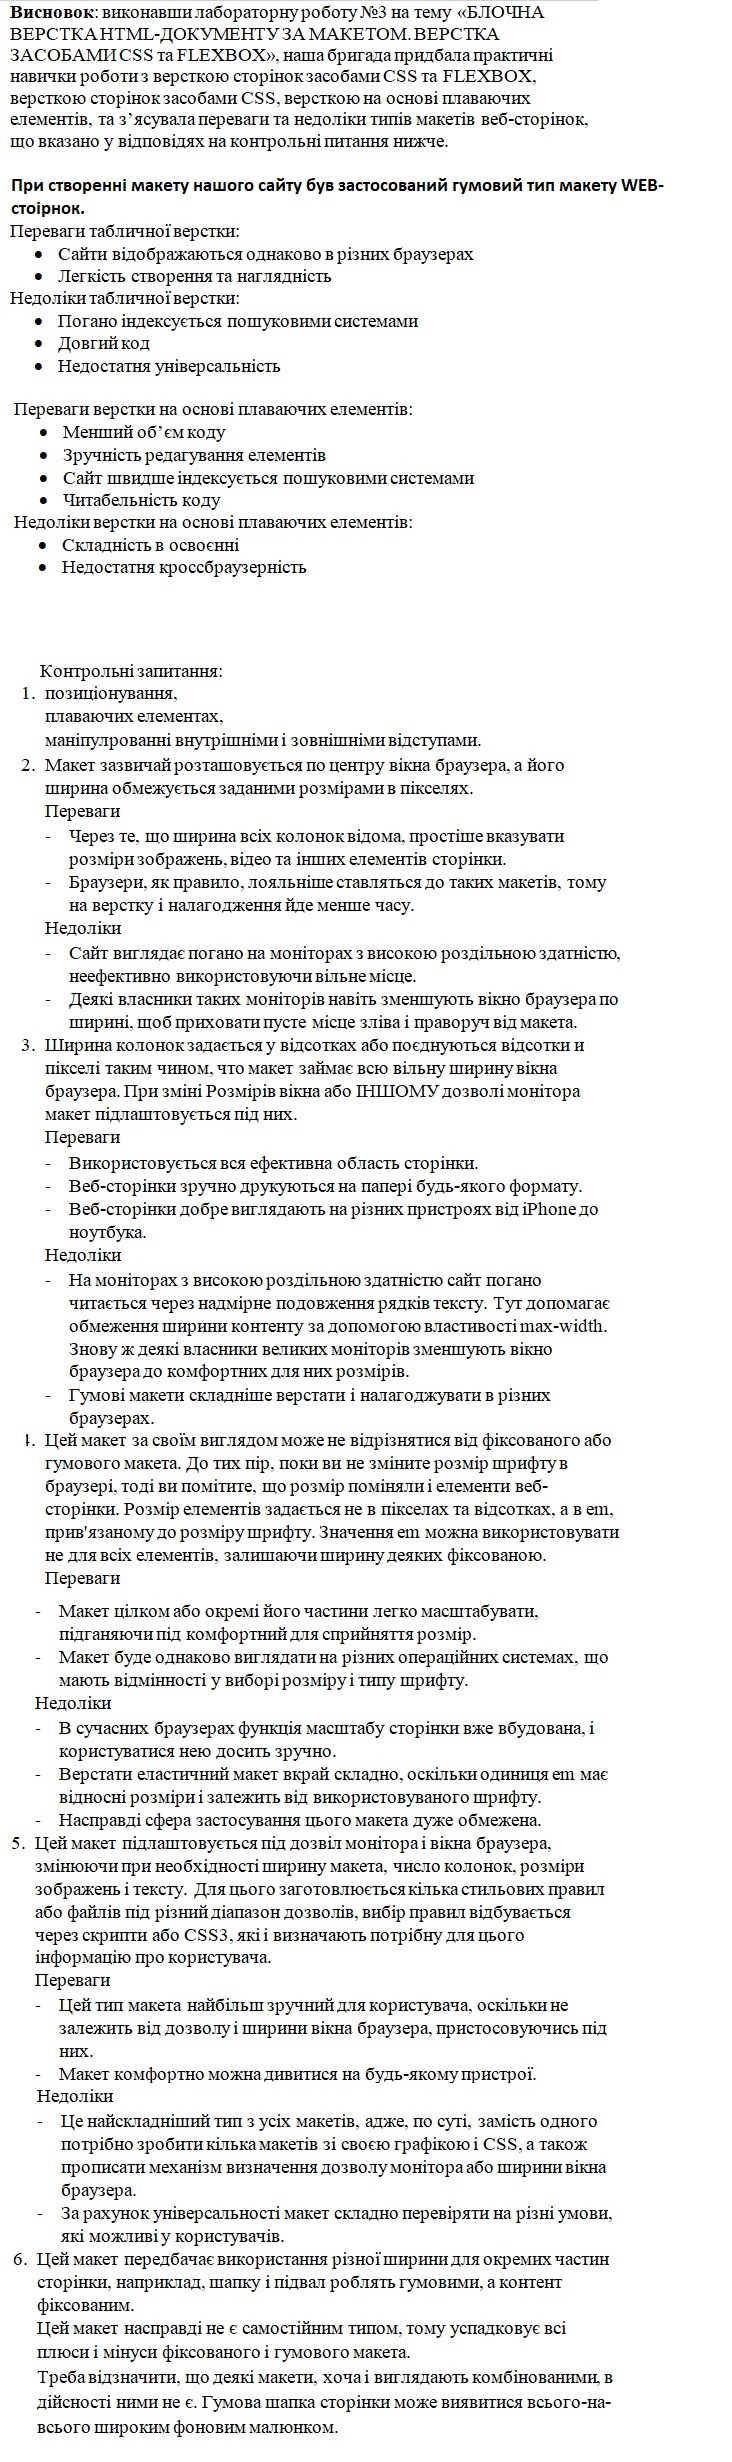 Висновок: виконавши лабораторну роботу №3 на тему «БЛОЧНА
ВЕРСТКА HTML-ДОКУМЕНТУ ЗА МАКЕТОМ. ВЕРСТКА
ЗАСОБАМИ CSS та FLEXBOX», наша бригада придбала практичні
навички роботи з версткою сторінок засобами CSS та FLEXBOX,
версткою сторінок засобами CSS, версткою на основі плаваючих
елементів, та з’ясувала переваги та недоліки типів макетів веб-сторінок,
що вказано у відповідях на контрольні питання нижче.
При створенні макету нашого сайту був застосований гумовий тип макету WEB-
стоірнок.
Переваги табличної верстки:
• Сайти відображаються однаково в різних браузерах
• Легкість створення та наглядність
Недоліки табличної верстки:
• Погано індексується пошуковими системами
• Довгий код
• Недостатня універсальність
Переваги верстки на основі плаваючих елементів:
• Менший об’єм коду
• Зручність редагування елементів
• Сайт швидше індексується пошуковими системами
• Читабельність коду
Недоліки верстки на основі плаваючих елементів:
• Складність в освоєнні
• Недостатня кроссбраузерність
Контрольні запитання:
1. позиціонування,
плаваючих елементах,
маніпулрованні внутрішніми і зовнішніми відступами.
2. Макет зазвичай розташовується по центру вікна браузера, а його
ширина обмежується заданими розмірами в пікселях.
Переваги
- Через те, що ширина всіх колонок відома, простіше вказувати
розміри зображень, відео та інших елементів сторінки.
- Браузери, як правило, лояльніше ставляться до таких макетів, тому
на верстку і налагодження йде менше часу.
Недоліки
- Сайт виглядає погано на моніторах з високою роздільною здатністю,
неефективно використовуючи вільне місце.
- Деякі власники таких моніторів навіть зменшують вікно браузера по
ширині, щоб приховати пусте місце зліва і праворуч від макета.
3. Ширина колонок задається у відсотках або поєднуються відсотки и
пікселі таким чином, що макет займає всю вільну ширину вікна
браузера. При зміні Розмірів вікна або ІНШОМУ дозволі монітора
макет підлаштовується під них.
Переваги
- Використовується вся ефективна область сторінки.
- Веб-сторінки зручно друкуються на папері будь-якого формату.
- Веб-сторінки добре виглядають на різних пристроях від iPhone до
ноутбука.
Недоліки
- На моніторах з високою роздільною здатністю сайт погано
читається через надмірне подовження рядків тексту. Тут допомагає
обмеження ширини контенту за допомогою властивості max-width.
Знову ж деякі власники великих моніторів зменшують вікно
браузера до комфортних для них розмірів.
- Гумові макети складніше верстати і налагоджувати в різних
браузерах.
4. Цей макет за своїм виглядом може не відрізнятися від фіксованого або
гумового макета. До тих пір, поки ви не зміните розмір шрифту в
браузері, тоді ви помітите, що розмір поміняли і елементи веб-
сторінки. Розмір елементів задається не в пікселах та відсотках, а в em,
прив'язаному до розміру шрифту. Значення em можна використовувати
не для всіх елементів, залишаючи ширину деяких фіксованою.
Переваги
- Макет цілком або окремі його частини легко масштабувати,
підганяючи під комфортний для сприйняття розмір.
- Макет буде однаково виглядати на різних операційних системах, що
мають відмінності у виборі розміру і типу шрифту.
Недоліки
- В сучасних браузерах функція масштабу сторінки вже вбудована, і
користуватися нею досить зручно.
- Верстати еластичний макет вкрай складно, оскільки одиниця em має
відносні розміри і залежить від використовуваного шрифту.
- Насправді сфера застосування цього макета дуже обмежена.
5. Цей макет підлаштовується під дозвіл монітора і вікна браузера,
змінюючи при необхідності ширину макета, число колонок, розміри
зображень і тексту. Для цього заготовлюється кілька стильових правил
або файлів під різний діапазон дозволів, вибір правил відбувається
через скрипти або CSS3, які і визначають потрібну для цього
інформацію про користувача.
Переваги
- Цей тип макета найбільш зручний для користувача, оскільки не
залежить від дозволу і ширини вікна браузера, пристосовуючись під
них.
- Макет комфортно можна дивитися на будь-якому пристрої.
Недоліки
- Це найскладніший тип з усіх макетів, адже, по суті, замість одного
потрібно зробити кілька макетів зі своєю графікою і CSS, а також
прописати механізм визначення дозволу монітора або ширини вікна
браузера.
- За рахунок універсальності макет складно перевіряти на різні умови,
які можливі у користувачів.
6. Цей макет передбачає використання різної ширини для окремих частин
сторінки, наприклад, шапку і підвал роблять гумовими, а контент
фіксованим.
Цей макет насправді не є самостійним типом, тому успадковує всі
плюси і мінуси фіксованого і гумового макета.
Треба відзначити, що деякі макети, хоча і виглядають комбінованими, в
дійсності ними не є. Гумова шапка сторінки може виявитися всього-на-
всього широким фоновим малюнком.